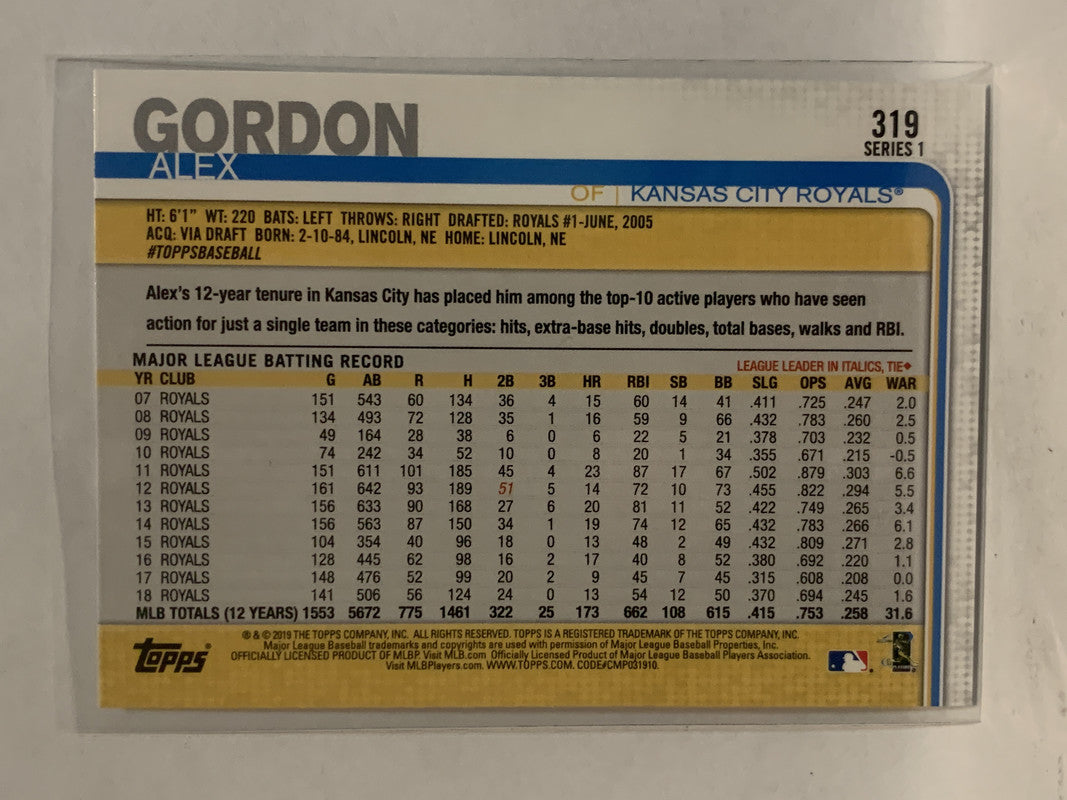 GORDON
ALEX
319
SERIES 1
OF | KANSAS CITY ROYALS®
HT: 6'1" WT: 220 BATS: LEFT THROWS: RIGHT DRAFTED: ROYALS #1-JUNE, 2005
ACQ: VIA DRAFT BORN: 2-10-84, LINCOLN, NE HOME: LINCOLN, NE
#TOPPSBASEBALL
Alex's 12-year tenure in Kansas City has placed him among the top-10 active players who have seen
action for just a single team in these categories: hits, extra-base hits, doubles, total bases, walks and RBI.
MAJOR LEAGUE BATTING RECORD LEAGUE LEADER IN ITALICS, TIE♦
YR CLUB G AB R H 2B 3B HR RBI SB BB SLG OPS AVG WAR
07 ROYALS 151 543 60 134 36 4 15 60 14 41 .411 .725 .247 2.0
08 ROYALS 134 493 72 128 35 1 16 59 9 66 .432 .783 .260 2.5
09 ROYALS 49 164 28 38 6 0 6 22 5 21 .378 .703 .232 0.5
10 ROYALS 74 242 34 52 10 0 8 20 1 34 .355 .671 .215 -0.5
11 ROYALS 151 611 101 185 45 4 23 87 17 67 .502 .879 .303 6.6
12 ROYALS 161 642 93 189 51 5 14 72 10 73 .455 .822 .294 5.5
13 ROYALS 156 633 90 168 27 6 20 81 11 52 .422 .749 .265 3.4
14 ROYALS 156 563 87 150 34 1 19 74 12 65 .432 .783 .266 6.1
15 ROYALS 104 354 40 96 18 0 13 48 2 49 .432 .809 .271 2.8
16 ROYALS 128 445 62 98 16 2 17 40 8 52 .380 .692 .220 1.1
17 ROYALS 148 476 52 99 20 2 9 45 7 45 .315 .608 .208 0.0
18 ROYALS 141 506 56 124 24 0 13 54 12 50 .370 .694 .245 1.6
MLB TOTALS (12 YEARS) 1553 5672 775 1461 322 25 173 662 108 615 .415 .753 .258 31.6
topps®
® & © 2019 THE TOPPS COMPANY, INC. ALL RIGHTS RESERVED. TOPPS IS A REGISTERED TRADEMARK OF THE TOPPS COMPANY, INC.
Major League Baseball trademarks and copyrights are used with permission of Major League Baseball Properties, Inc.
OFFICIALLY LICENSED PRODUCT OF MLBP. Visit MLB.com Officially Licensed Product of Major League Baseball Players Association.
Visit MLBPlayers.com. WWW.TOPPS.COM. CODE#CMP031910.